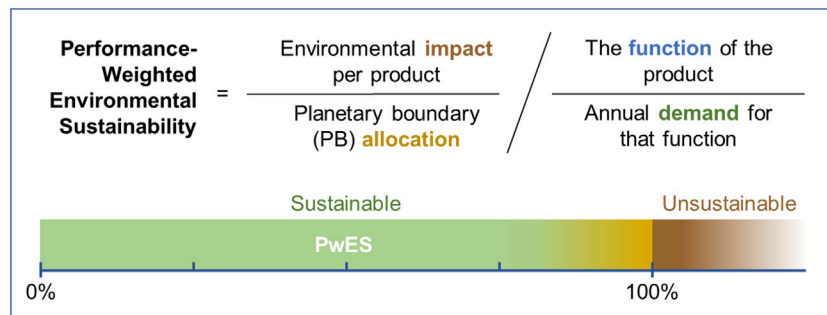 Performance-
Weighted
Environmental
Sustainability
=
Environmental impact
per product
Planetary boundary
(PB) allocation
/
The function of the
product
Annual demand for
that function
Sustainable
Unsustainable
PwES
0%
100%